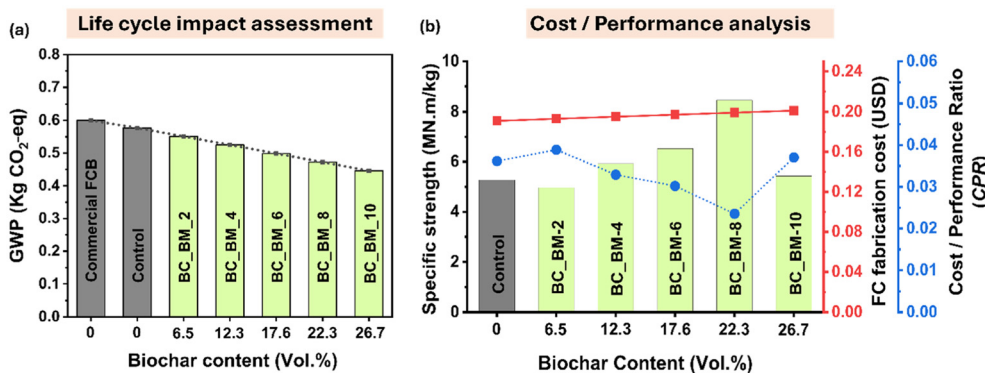 (a)
Life cycle impact assessment
GWP (Kg CO₂-eq)
0.8
0.7
0.6
0.5
0.4
0.3
0.2
0.1
0.0
Commercial FCB
Control
BC_BM_2
BC_BM_4
BC_BM_6
BC_BM_8
BC_BM_10
0
0
6.5
12.3
17.6
22.3
26.7
Biochar content (Vol.%)
(b)
Cost / Performance analysis
Specific strength (MN.m/kg)
10
8
6
4
2
0
Control
BC_BM-2
BC_BM-4
BC_BM-6
BC_BM-8
BC_BM-10
0
6.5
12.3
17.6
22.3
26.7
Biochar Content (Vol.%)
0.24
0.20
0.16
0.12
0.08
0.04
0.00
FC fabrication cost (USD)
0.06
0.05
0.04
0.03
0.02
0.01
0.00
Cost / Performance Ratio
(CPR)